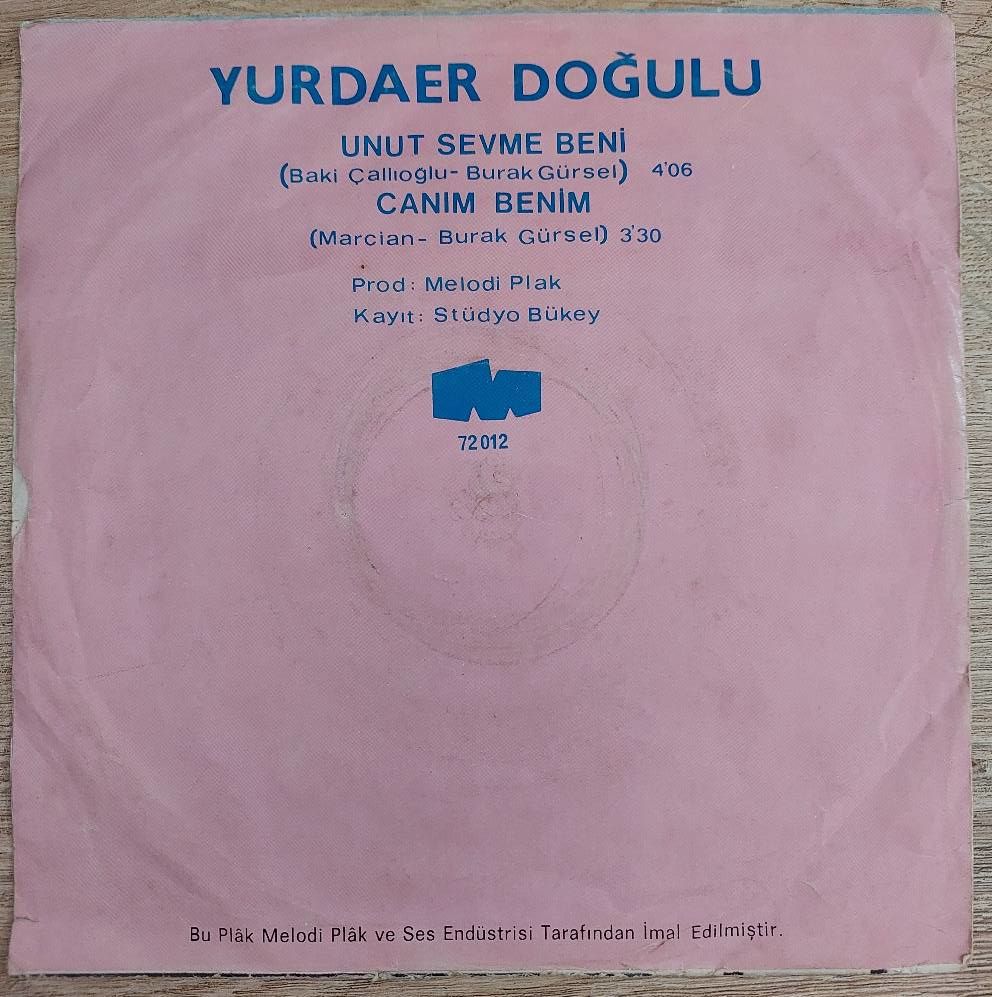 YURDAER DOĞULU
UNUT SEVME BENİ
(Baki Çallıoğlu- Burak Gürsel) 4'06
CANIM BENİM
(Marcian- Burak Gürsel) 3'30
Prod: Melodi Plak
Kayıt: Stüdyo Bükey
72012
Bu Plâk Melodi Plâk ve Ses Endüstrisi Tarafından İmal Edilmiştir.